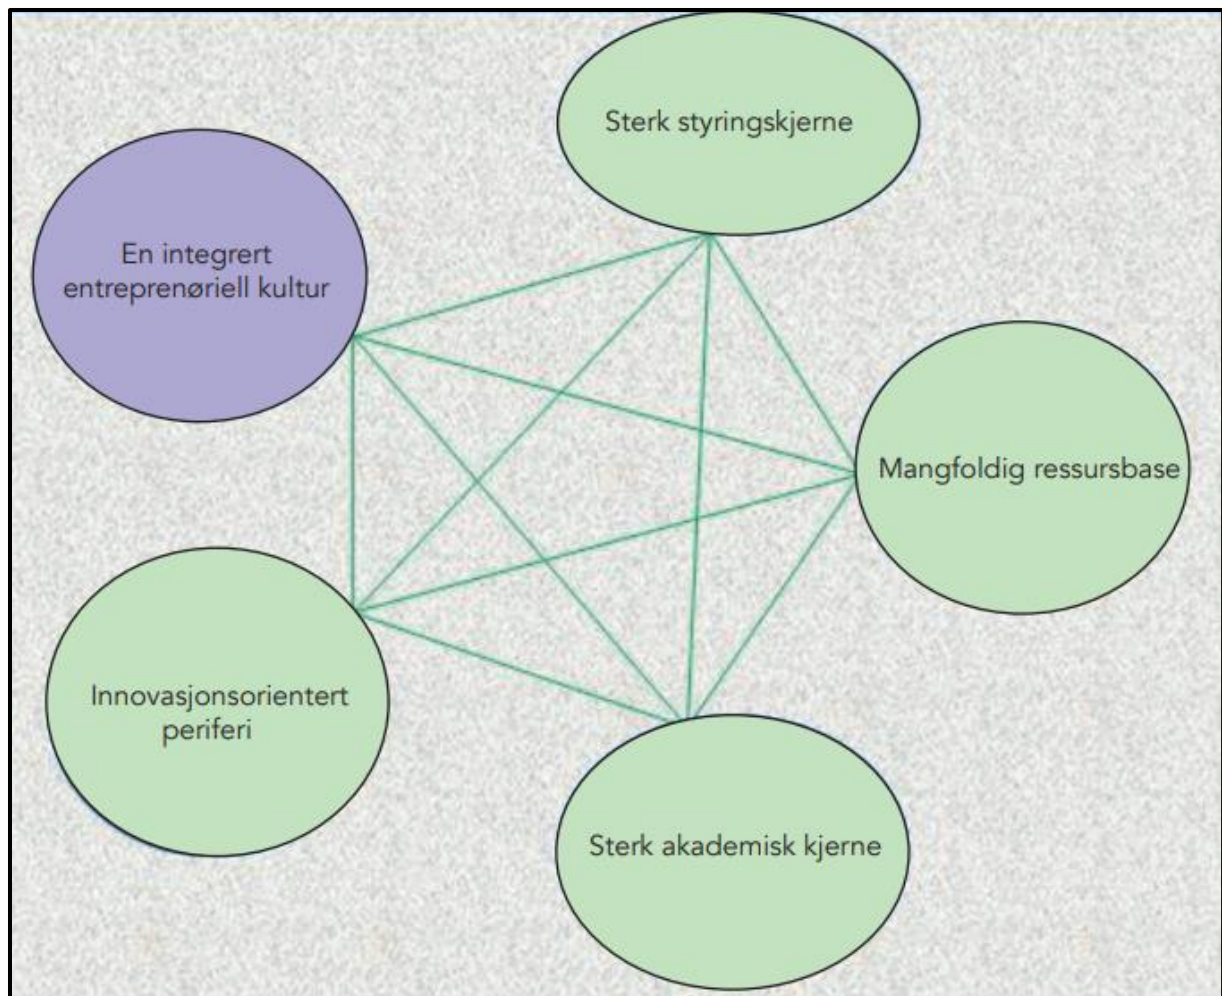 Sterk styringskjerne
En integrert
entreprenøriell kultur
Mangfoldig ressursbase
Innovasjonsorientert
periferi
Sterk akademisk kjerne